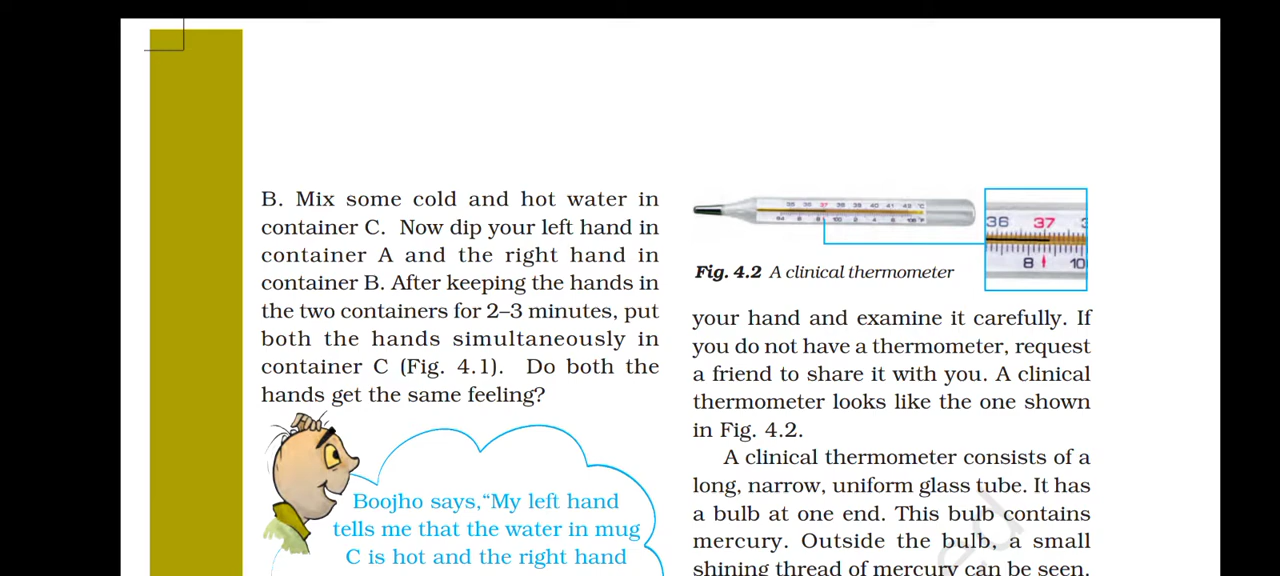 B. Mix some cold and hot water in
container C. Now dip your left hand in
container A and the right hand in
container B. After keeping the hands in
the two containers for 2–3 minutes, put
both the hands simultaneously in
container C (Fig. 4.1). Do both the
hands get the same feeling?
Boojho says,“My left hand
tells me that the water in mug
C is hot and the right hand
37
°C
36
37
8
10
Fig. 4.2 A clinical thermometer
your hand and examine it carefully. If
you do not have a thermometer, request
a friend to share it with you. A clinical
thermometer looks like the one shown
in Fig. 4.2.
A clinical thermometer consists of a
long, narrow, uniform glass tube. It has
a bulb at one end. This bulb contains
mercury. Outside the bulb, a small
shining thread of mercury can be seen.